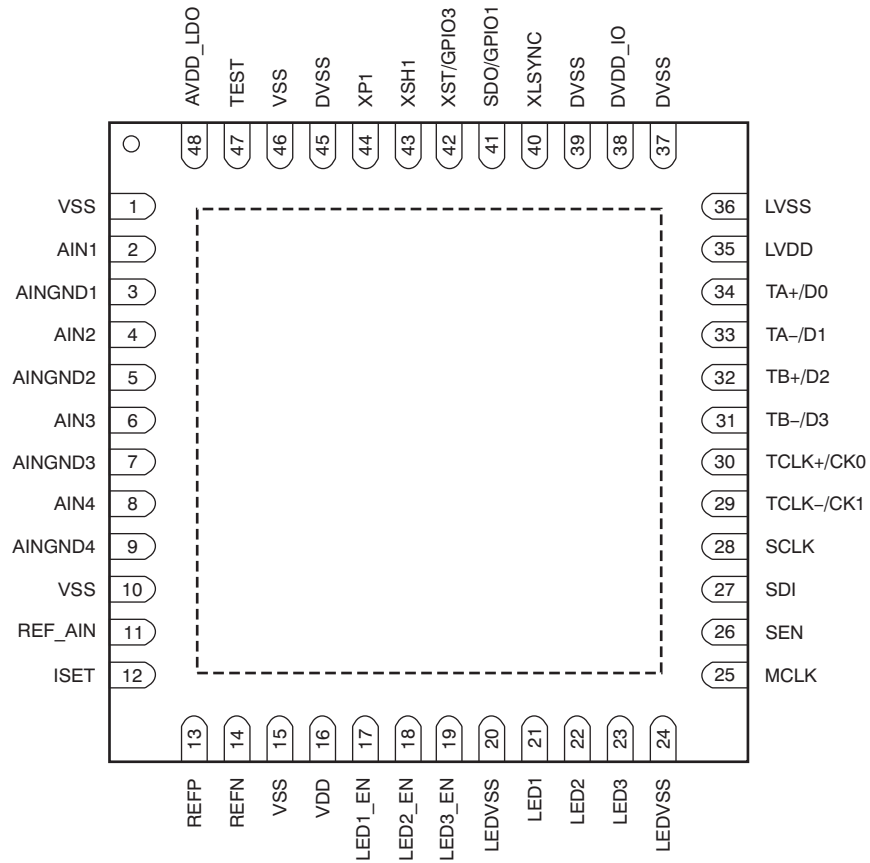 AVDD_LDO
TEST
VSS
DVSS
XP1
XSH1
XST/GPIO3
SDO/GPIO1
XLSYNC
DVSS
DVDD_IO
DVSS
48 47 46 45 44 43 42 41 40 39 38 37
VSS 1
AIN1 2
AINGND1 3
AIN2 4
AINGND2 5
AIN3 6
AINGND3 7
AIN4 8
AINGND4 9
VSS 10
REF_AIN 11
ISET 12
36 LVSS
35 LVDD
34 TA+/D0
33 TA−/D1
32 TB+/D2
31 TB−/D3
30 TCLK+/CK0
29 TCLK−/CK1
28 SCLK
27 SDI
26 SEN
25 MCLK
13 14 15 16 17 18 19 20 21 22 23 24
REFP
REFN
VSS
VDD
LED1_EN
LED2_EN
LED3_EN
LEDVSS
LED1
LED2
LED3
LEDVSS